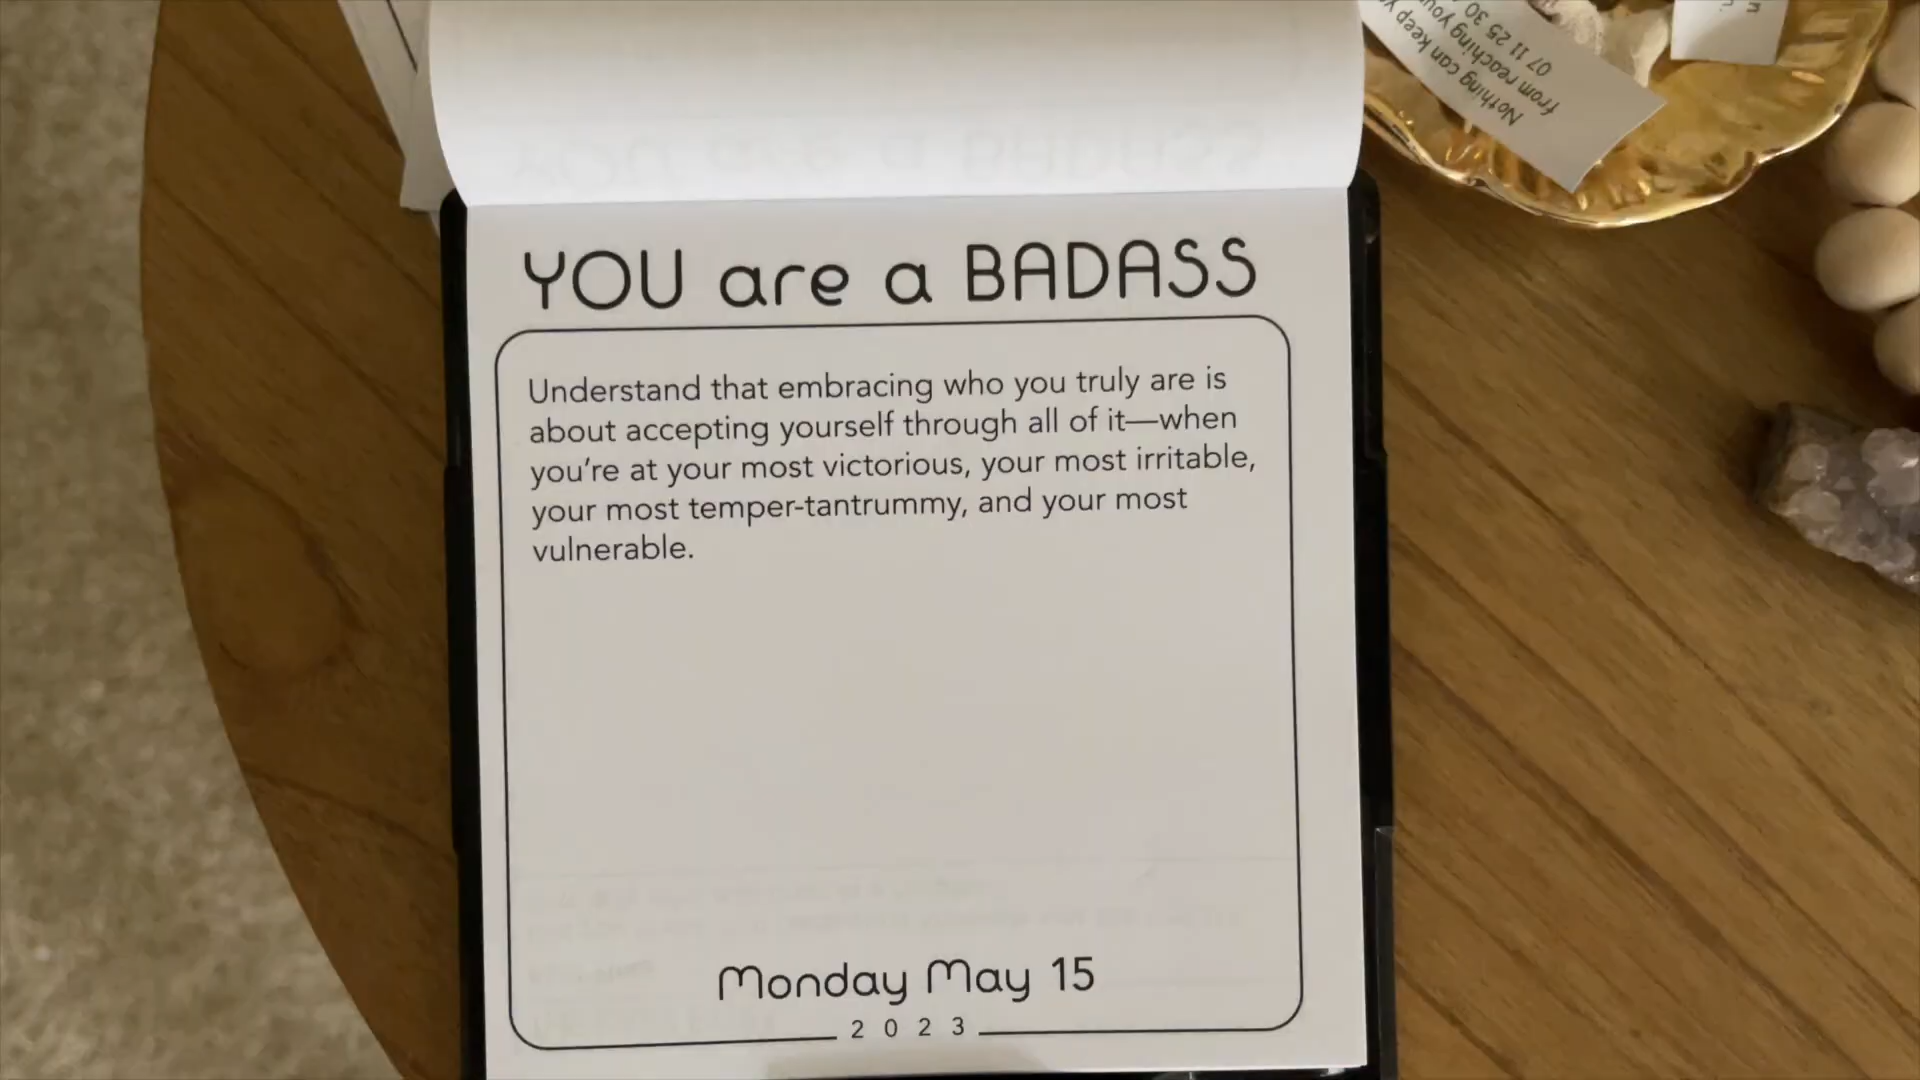 YOU are a BADASS
Understand that embracing who you truly are is
about accepting yourself through all of it—when
you're at your most victorious, your most irritable,
your most temper-tantrummy, and your most
vulnerable.
Monday May 15
2023
Nothing can keep
from reaching
07 11 25 30